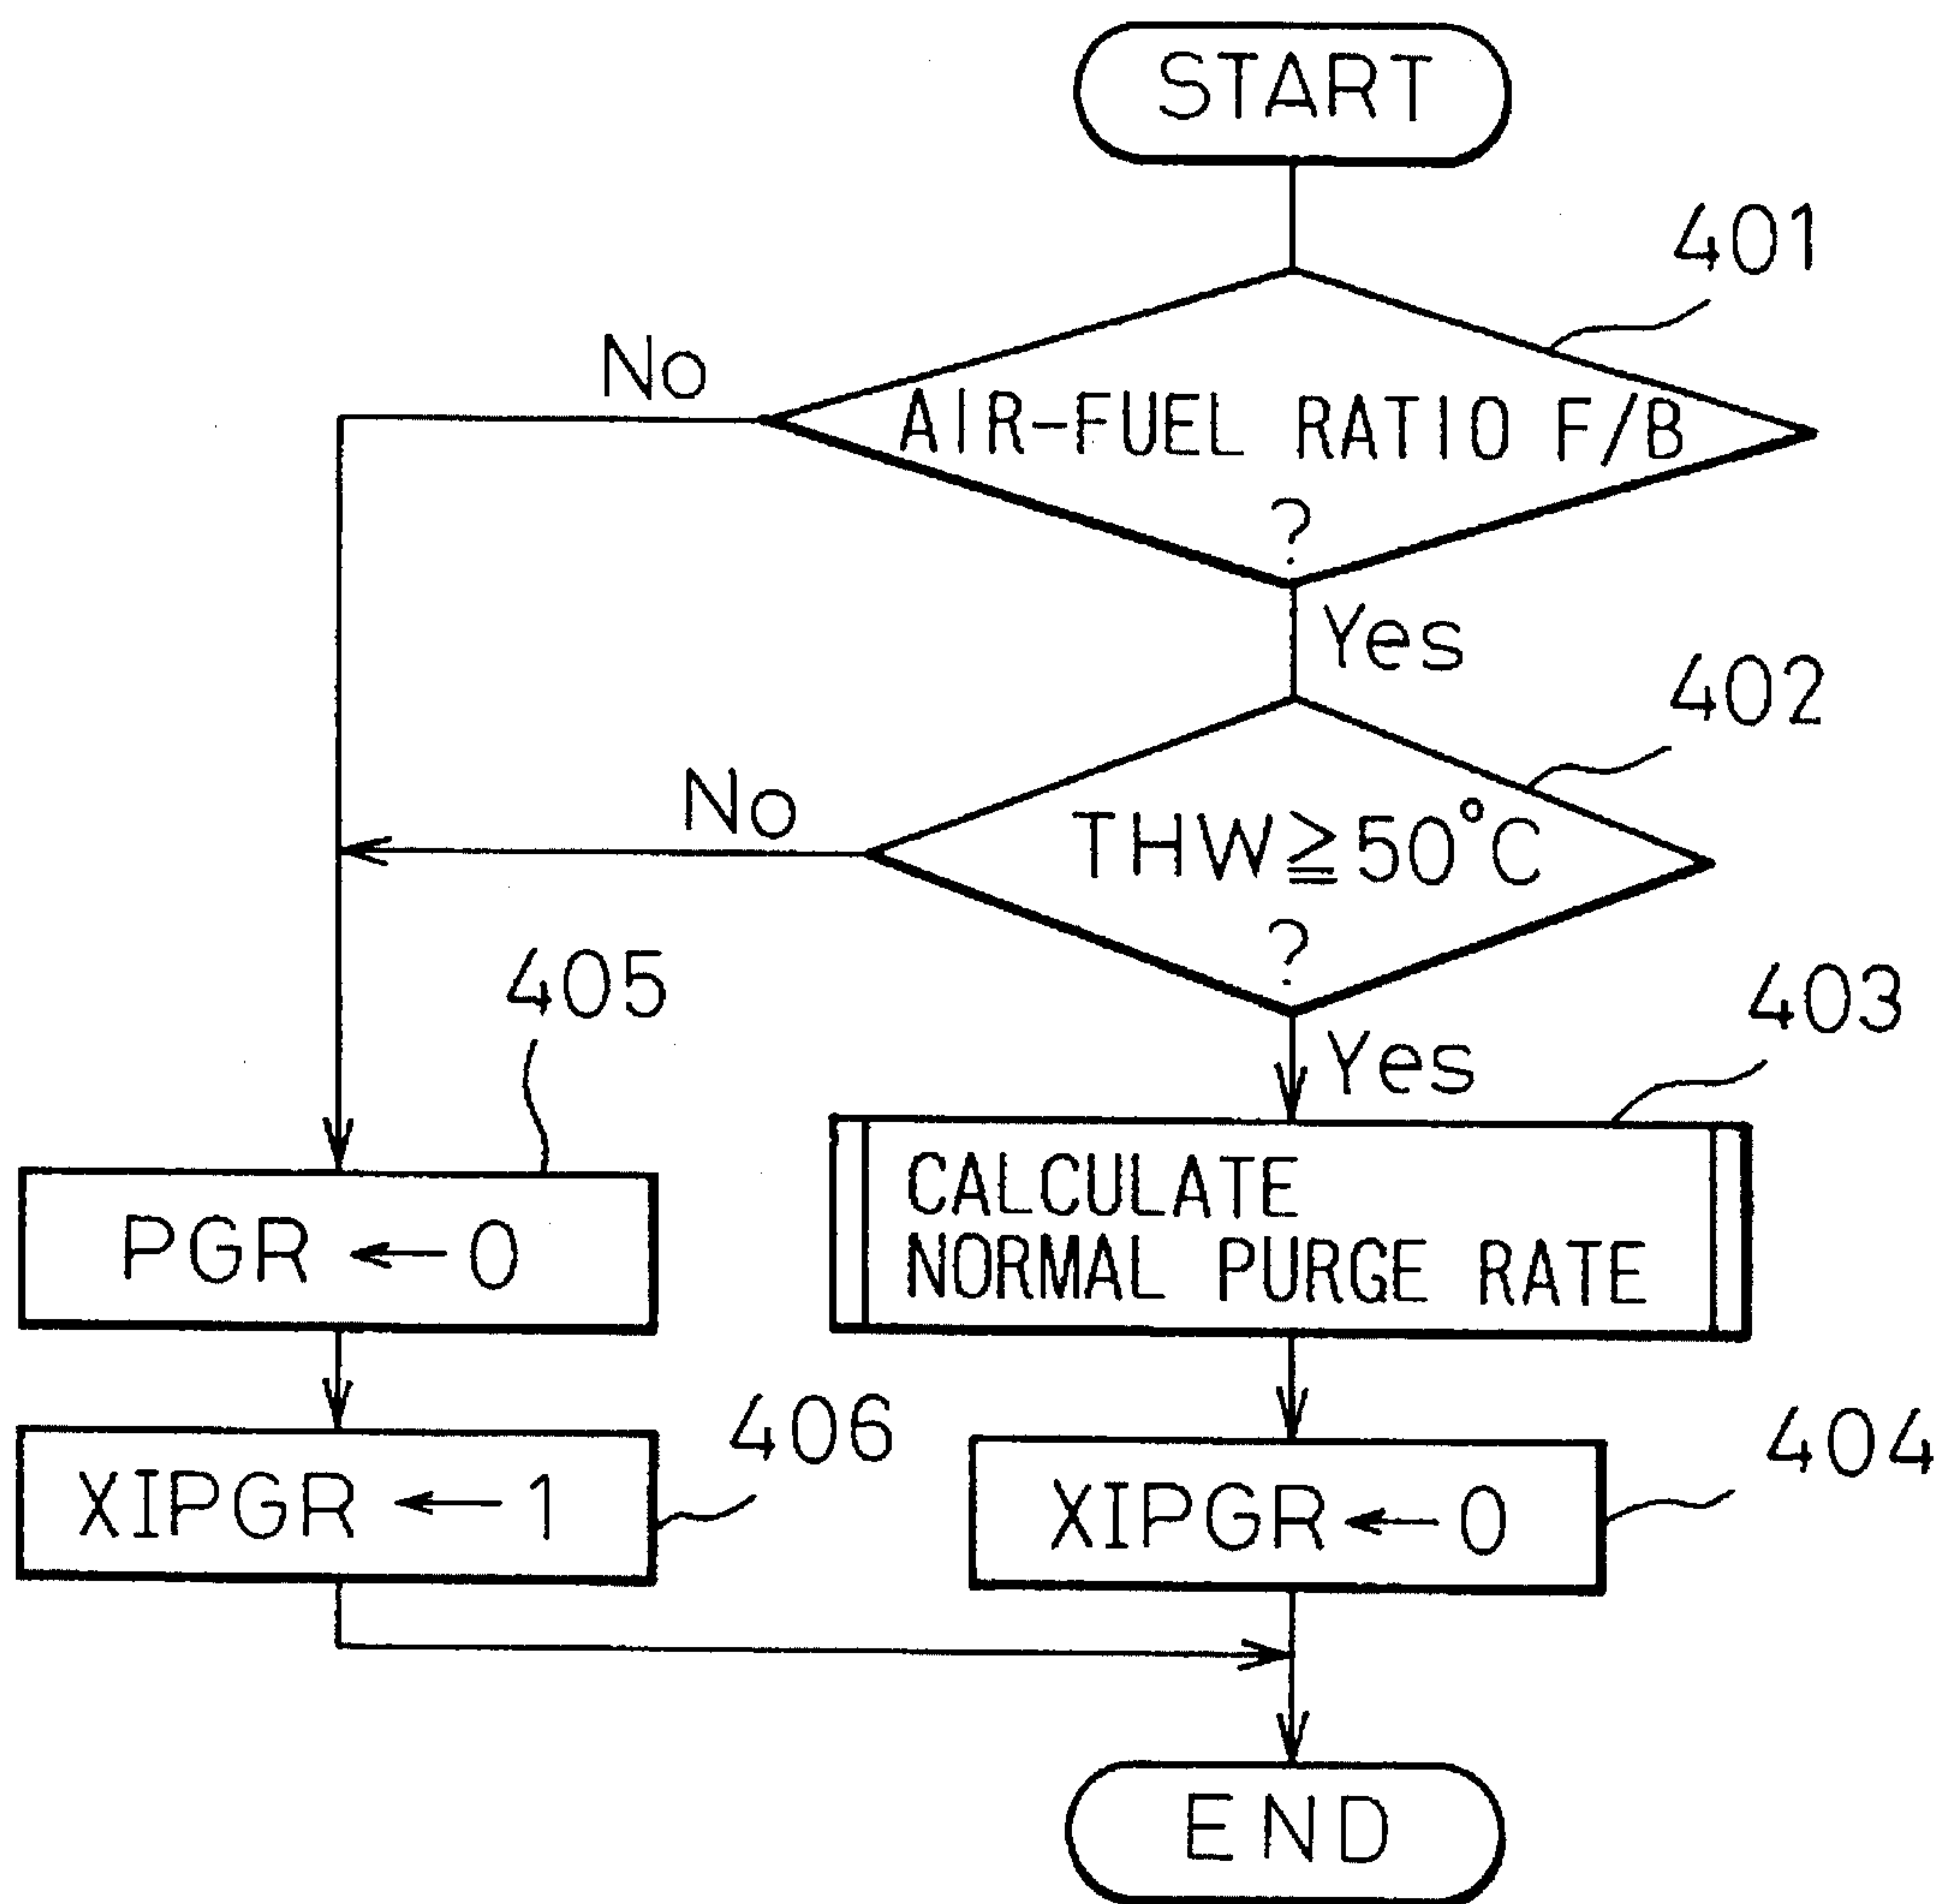 START
401
No
AIR-FUEL RATIO F/B
?
Yes
402
No
THW≧50°C
?
405
403
Yes
CALCULATE
NORMAL PURGE RATE
PGR ← 0
406
404
XIPGR ← 1
XIPGR ← 0
END